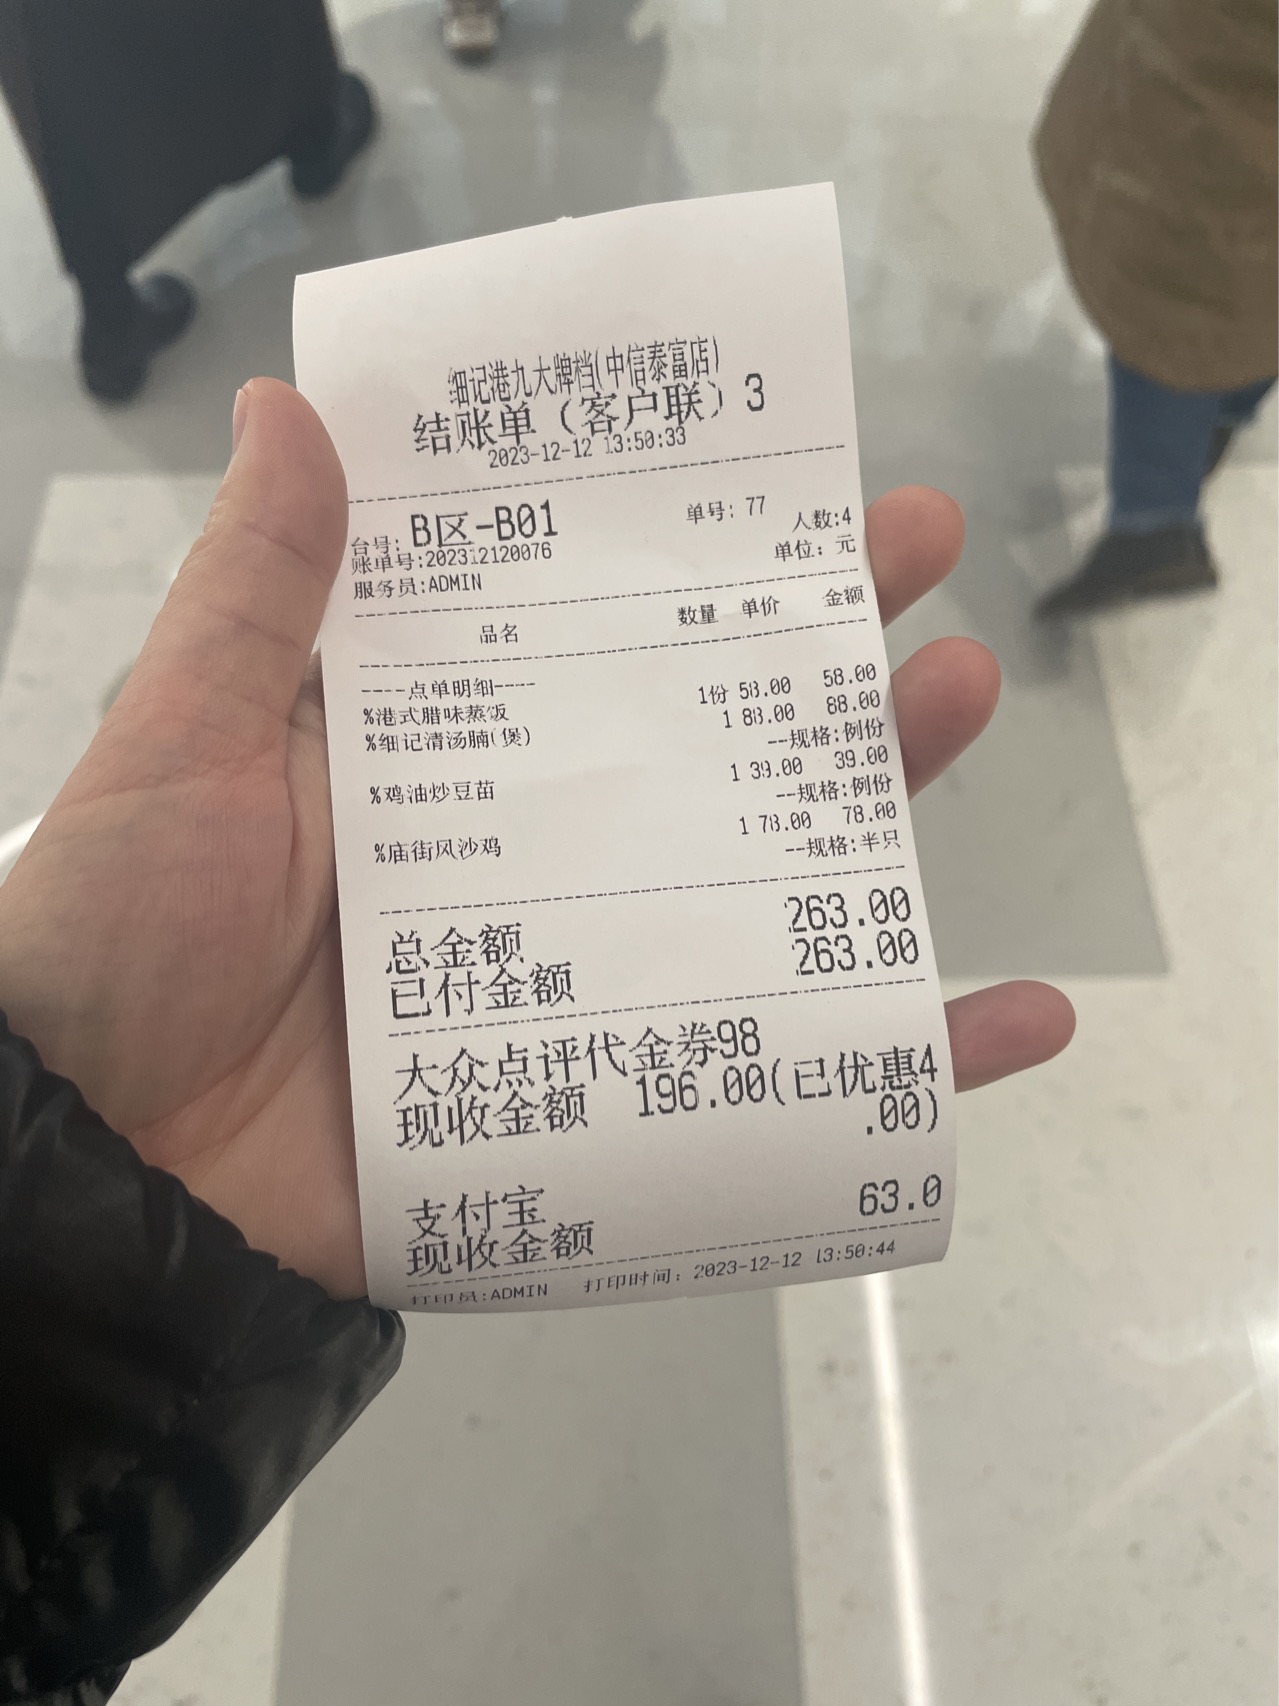 细记港九大牌档(中信泰富店)
结账单（客户联）3
2023-12-12 13:50:33
台号: B区-B01 单号: 77
账单号:202312120076 人数:4
服务员:ADMIN 单位: 元
品名 数量 单价 金额
----点单明细----
%港式腊味蒸饭 1份 58.00 58.00
%细记清汤腩(煲) 1 88.00 88.00
--规格:例份
%鸡油炒豆苗 1 39.00 39.00
--规格:例份
%庙街风沙鸡 1 78.00 78.00
--规格:半只
总金额 263.00
已付金额 263.00
大众点评代金券98
现收金额 196.00(已优惠4
.00)
支付宝
现收金额 63.0
打印员:ADMIN 打印时间: 2023-12-12 13:50:44